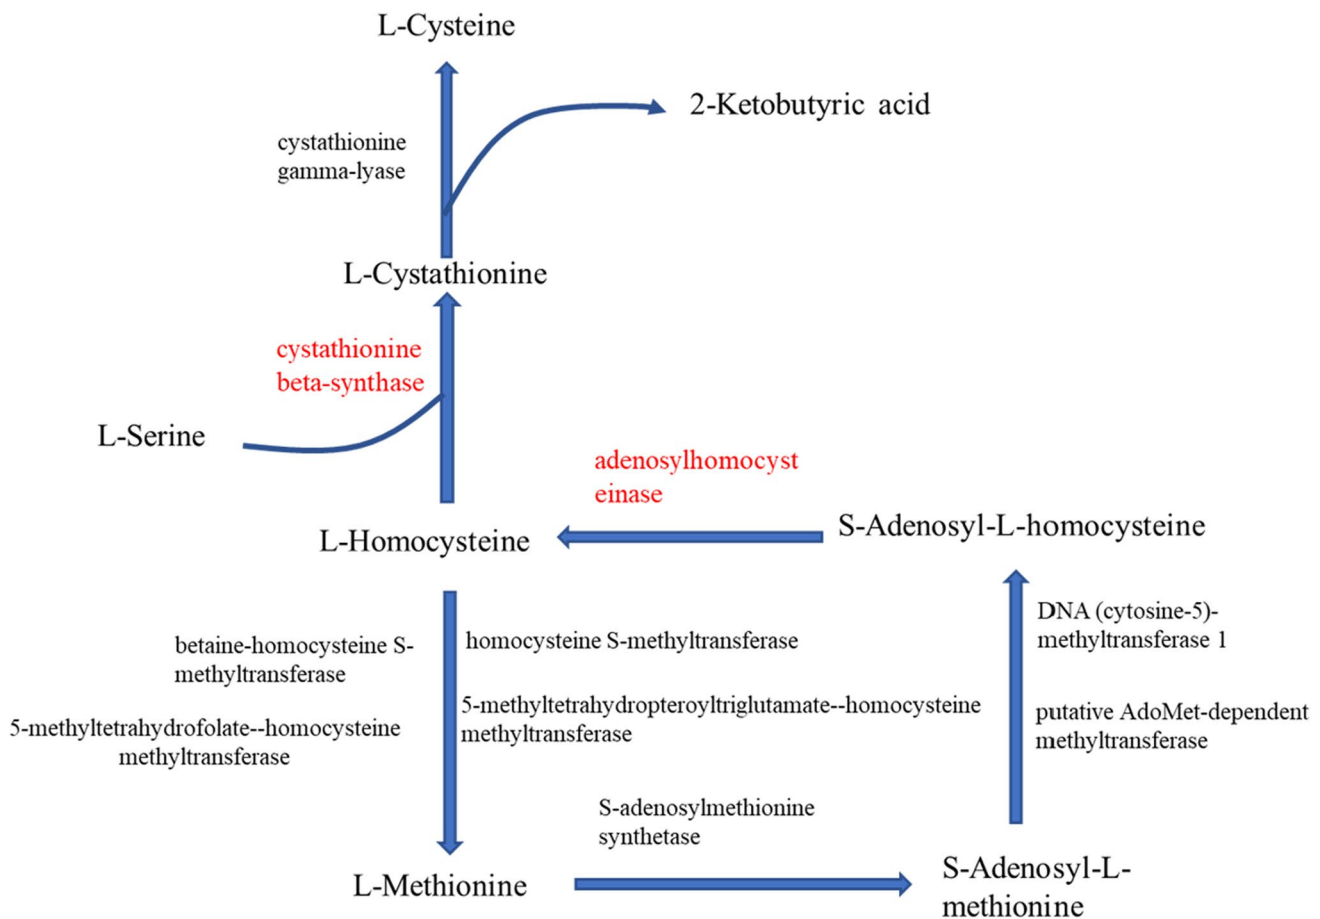 L-Cysteine
2-Ketobutyric acid
cystathionine
gamma-lyase
L-Cystathionine
cystathionine
beta-synthase
L-Serine
adenosylhomocyst
einase
L-Homocysteine
S-Adenosyl-L-homocysteine
betaine-homocysteine S-
methyltransferase
homocysteine S-methyltransferase
DNA (cytosine-5)-
methyltransferase 1
5-methyltetrahydrofolate--homocysteine
methyltransferase
5-methyltetrahydropteroyltriglutamate--homocysteine
methyltransferase
putative AdoMet-dependent
methyltransferase
S-adenosylmethionine
synthetase
L-Methionine
S-Adenosyl-L-
methionine